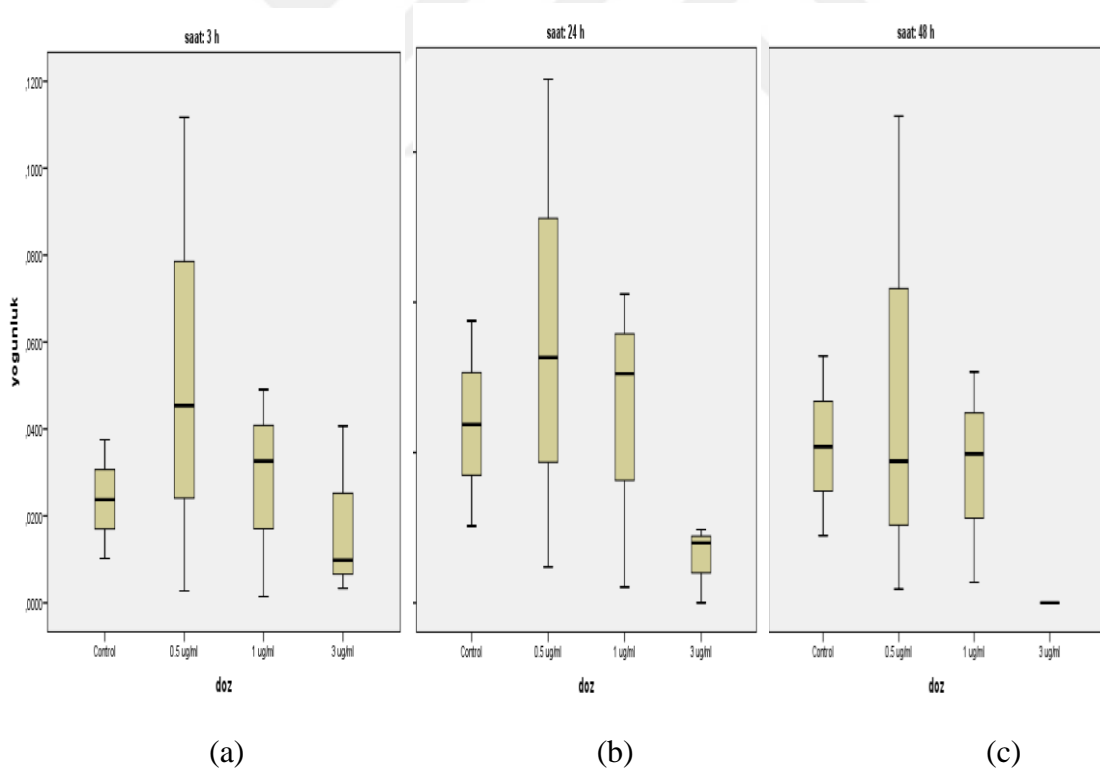 saat: 3 h
saat: 24 h
saat: 48 h
yogunluk
,1200
,1000
,0800
,0600
,0400
,0200
,0000
Control 0.5 ug/ml 1 ug/ml 3 ug/ml
Control 0.5 ug/ml 1 ug/ml 3 ug/ml
Control 0.5 ug/ml 1 ug/ml 3 ug/ml
doz
doz
doz
(a)
(b)
(c)